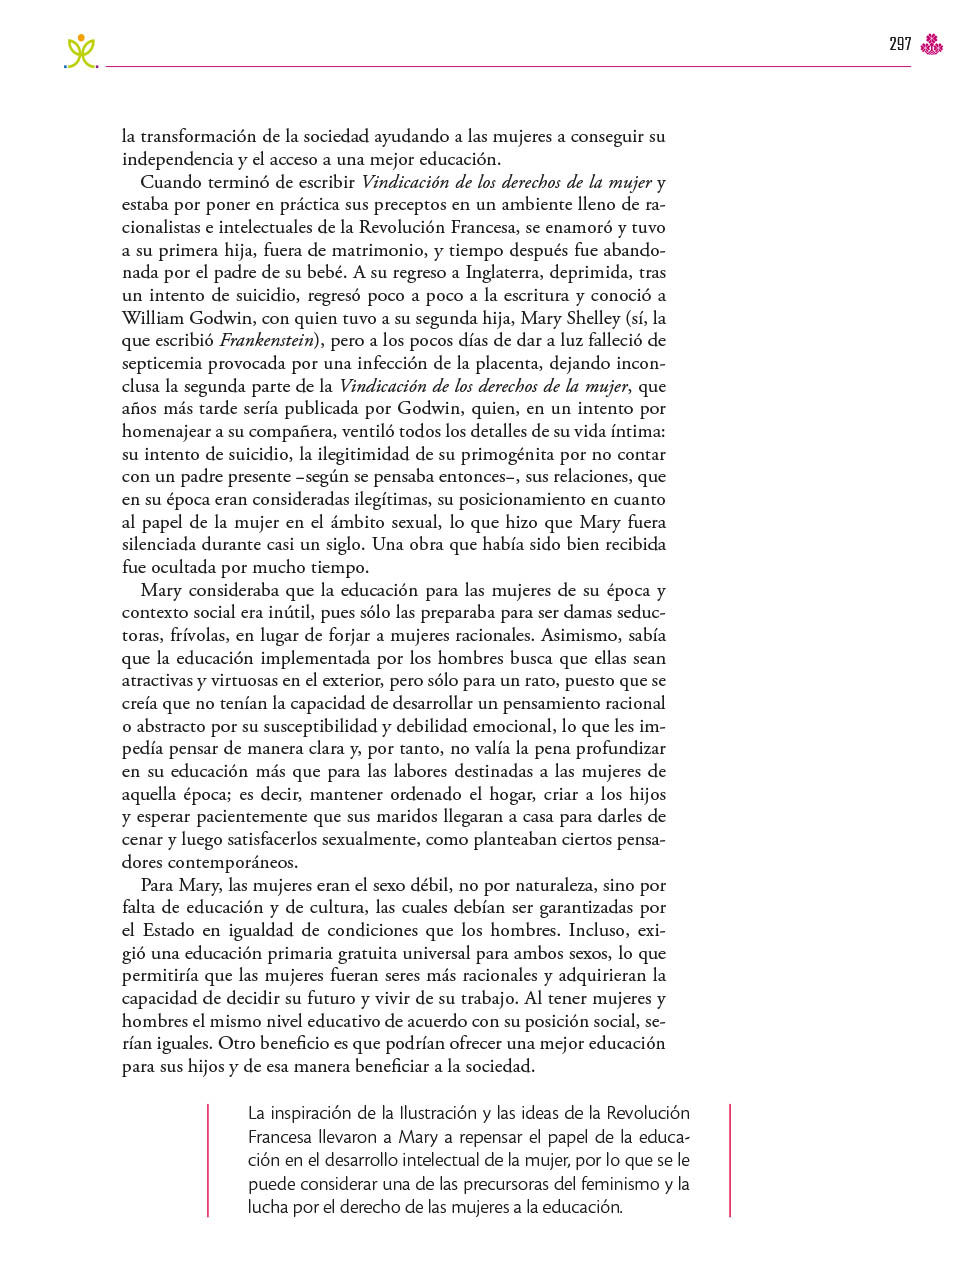 297
la transformación de la sociedad ayudando a las mujeres a conseguir su
independencia y el acceso a una mejor educación.
Cuando terminó de escribir Vindicación de los derechos de la mujer y
estaba por poner en práctica sus preceptos en un ambiente lleno de ra-
cionalistas e intelectuales de la Revolución Francesa, se enamoró y tuvo
a su primera hija, fuera de matrimonio, y tiempo después fue abando-
nada por el padre de su bebé. A su regreso a Inglaterra, deprimida, tras
un intento de suicidio, regresó poco a poco a la escritura y conoció a
William Godwin, con quien tuvo a su segunda hija, Mary Shelley (sí, la
que escribió Frankenstein), pero a los pocos días de dar a luz falleció de
septicemia provocada por una infección de la placenta, dejando incon-
clusa la segunda parte de la Vindicación de los derechos de la mujer, que
años más tarde sería publicada por Godwin, quien, en un intento por
homenajear a su compañera, ventiló todos los detalles de su vida íntima:
su intento de suicidio, la ilegitimidad de su primogénita por no contar
con un padre presente –según se pensaba entonces–, sus relaciones, que
en su época eran consideradas ilegítimas, su posicionamiento en cuanto
al papel de la mujer en el ámbito sexual, lo que hizo que Mary fuera
silenciada durante casi un siglo. Una obra que había sido bien recibida
fue ocultada por mucho tiempo.
Mary consideraba que la educación para las mujeres de su época y
contexto social era inútil, pues sólo las preparaba para ser damas seduc-
toras, frívolas, en lugar de forjar a mujeres racionales. Asimismo, sabía
que la educación implementada por los hombres busca que ellas sean
atractivas y virtuosas en el exterior, pero sólo para un rato, puesto que se
creía que no tenían la capacidad de desarrollar un pensamiento racional
o abstracto por su susceptibilidad y debilidad emocional, lo que les im-
pedía pensar de manera clara y, por tanto, no valía la pena profundizar
en su educación más que para las labores destinadas a las mujeres de
aquella época; es decir, mantener ordenado el hogar, criar a los hijos
y esperar pacientemente que sus maridos llegaran a casa para darles de
cenar y luego satisfacerlos sexualmente, como planteaban ciertos pensa-
dores contemporáneos.
Para Mary, las mujeres eran el sexo débil, no por naturaleza, sino por
falta de educación y de cultura, las cuales debían ser garantizadas por
el Estado en igualdad de condiciones que los hombres. Incluso, exi-
gió una educación primaria gratuita universal para ambos sexos, lo que
permitiría que las mujeres fueran seres más racionales y adquirieran la
capacidad de decidir su futuro y vivir de su trabajo. Al tener mujeres y
hombres el mismo nivel educativo de acuerdo con su posición social, se-
rían iguales. Otro beneficio es que podrían ofrecer una mejor educación
para sus hijos y de esa manera beneficiar a la sociedad.
La inspiración de la Ilustración y las ideas de la Revolución
Francesa llevaron a Mary a repensar el papel de la educa-
ción en el desarrollo intelectual de la mujer, por lo que se le
puede considerar una de las precursoras del feminismo y la
lucha por el derecho de las mujeres a la educación.